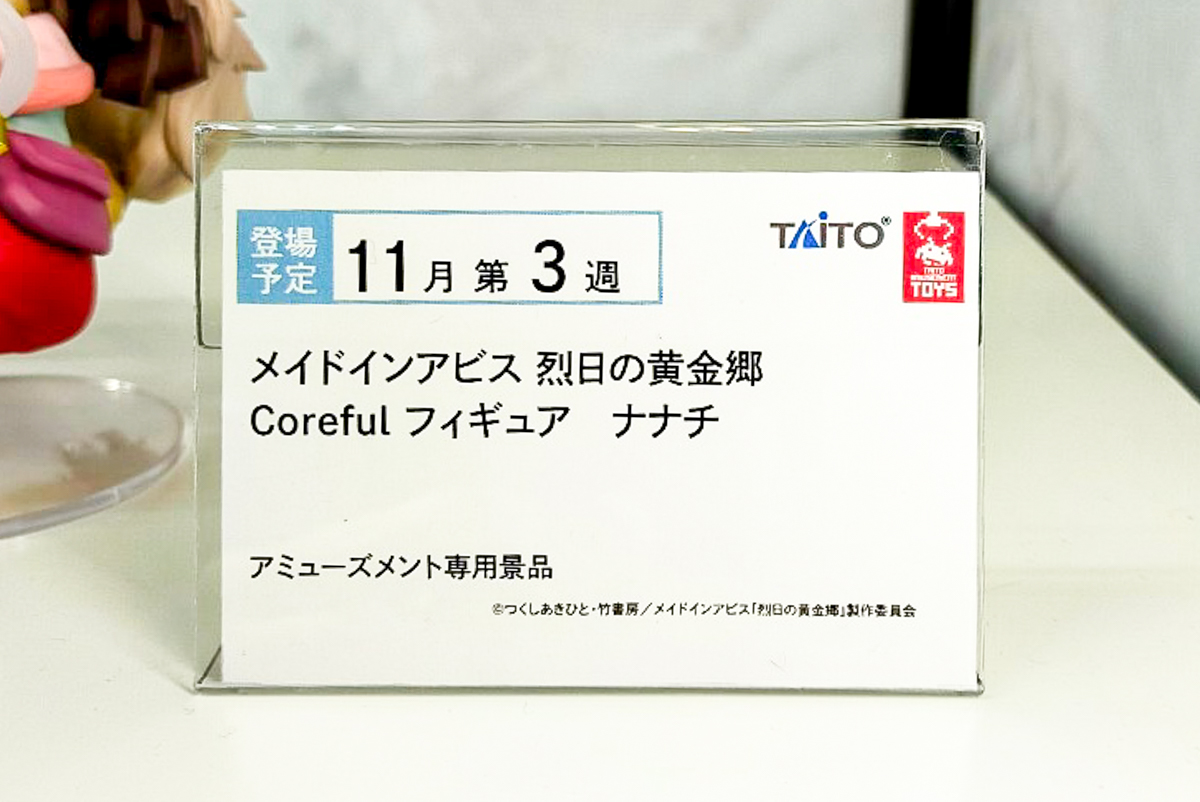 登場予定 11月 第 3 週
TAITO®
TAITO
AMUSEMENT
TOYS
メイドインアビス 烈日の黄金郷
Coreful フィギュア ナナチ
アミューズメント専用景品
©つくしあきひと・竹書房／メイドインアビス「烈日の黄金郷」製作委員会